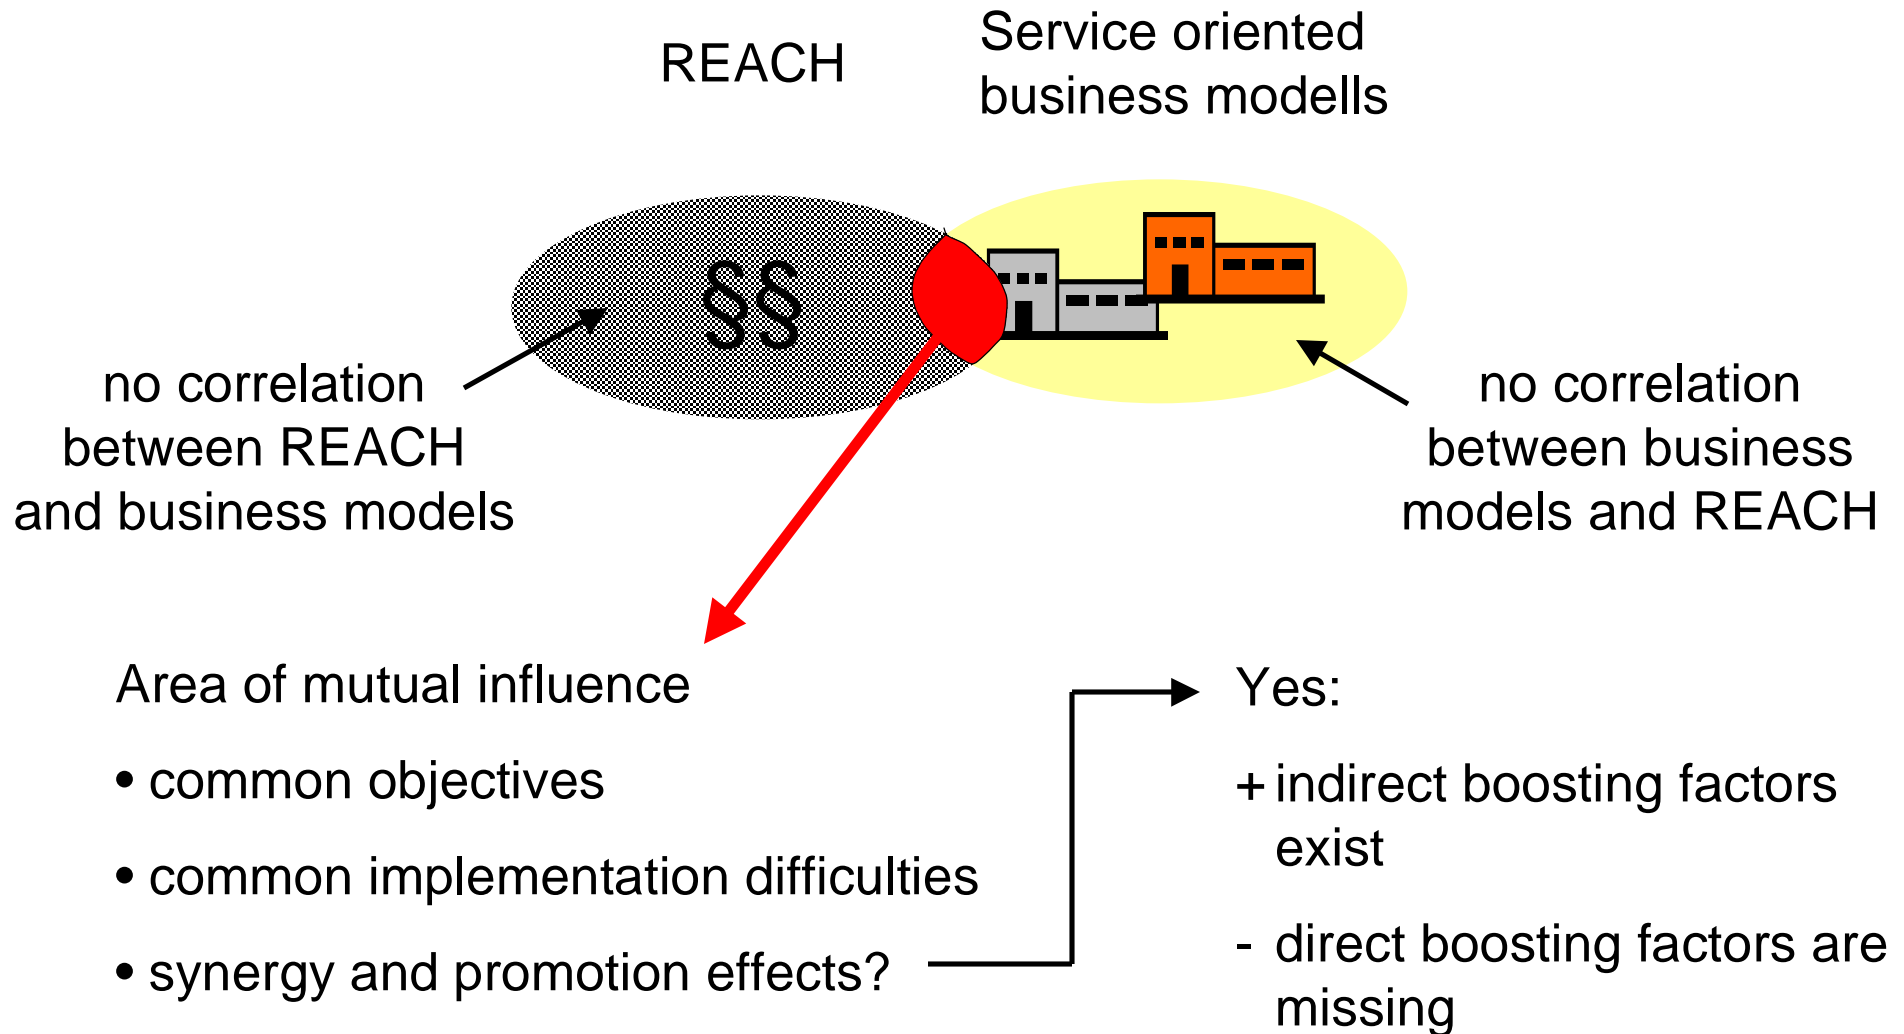 REACH
Service oriented
business modells
§§
no correlation
between REACH
and business models
no correlation
between business
models and REACH
Area of mutual influence
• common objectives
• common implementation difficulties
• synergy and promotion effects?
Yes:
+ indirect boosting factors
exist
- direct boosting factors are
missing